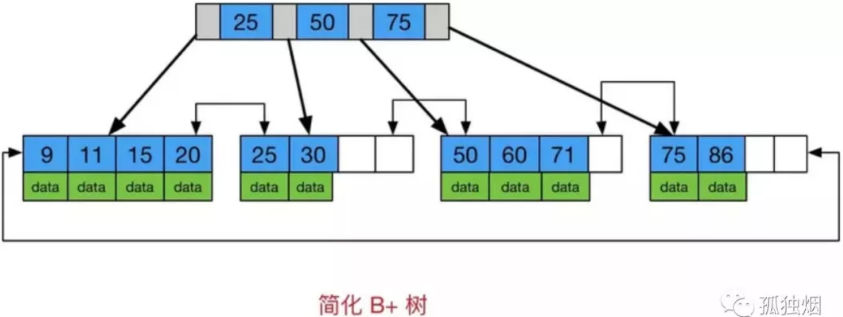 25 50 75
9 11 15 20 25 30 50 60 71 75 86
data data data data data data data data data data data
简化 B+ 树
孤独烟